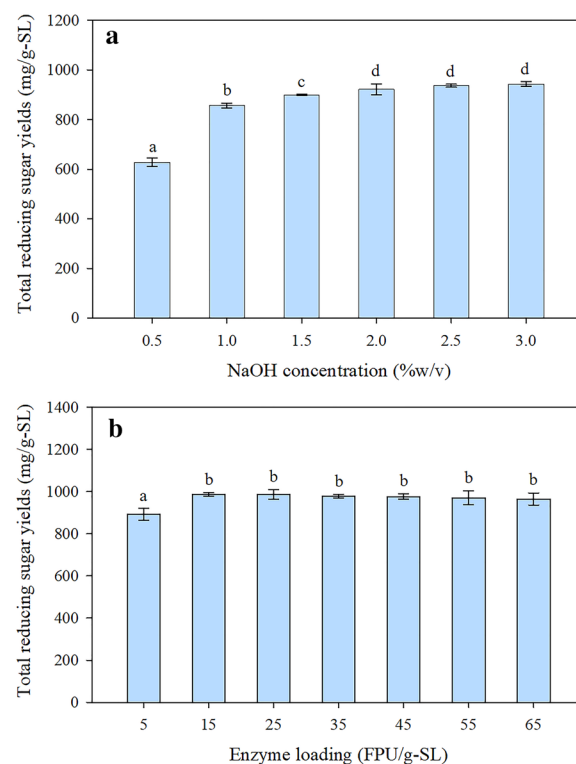 a
Total reducing sugar yields (mg/g-SL)
1200
1000
800
600
400
200
0
a
b
c
d
d
d
0.5 1.0 1.5 2.0 2.5 3.0
NaOH concentration (%w/v)
b
Total reducing sugar yields (mg/g-SL)
1400
1200
1000
800
600
400
200
0
a
b
b
b
b
b
b
5 15 25 35 45 55 65
Enzyme loading (FPU/g-SL)